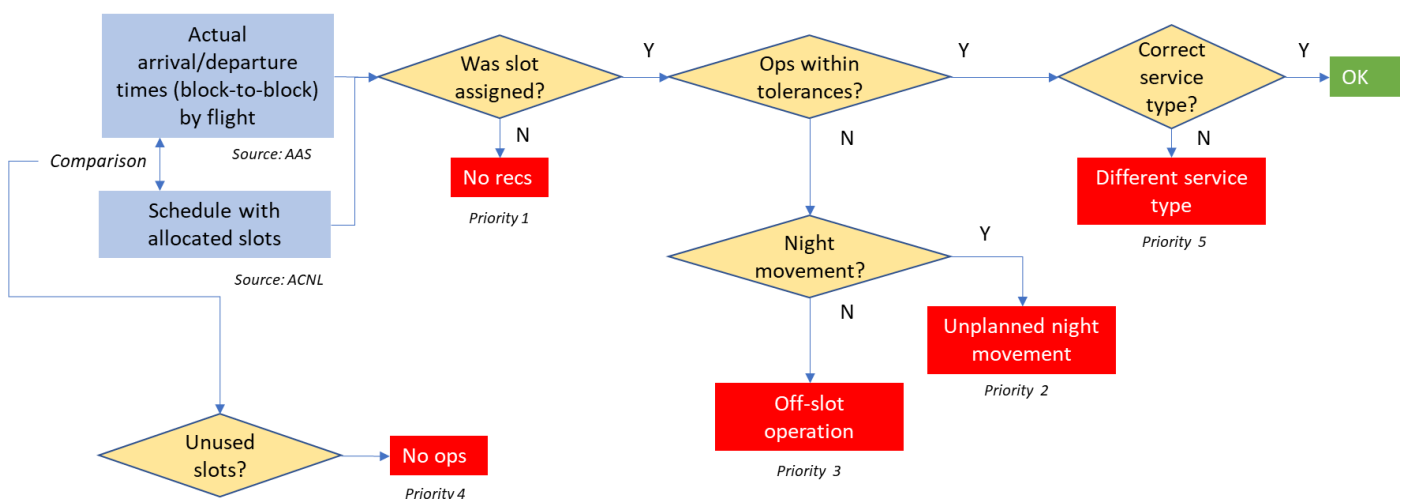 Actual
arrival/departure
times (block-to-block)
by flight
Source: AAS
Comparison
Schedule with
allocated slots
Source: ACNL
Was slot
assigned?
Y
N
No recs
Priority 1
Ops within
tolerances?
Y
N
Correct
service
type?
Y
OK
N
Different service
type
Priority 5
Night
movement?
Y
N
Unplanned night
movement
Priority 2
Off-slot
operation
Priority 3
Unused
slots?
No ops
Priority 4